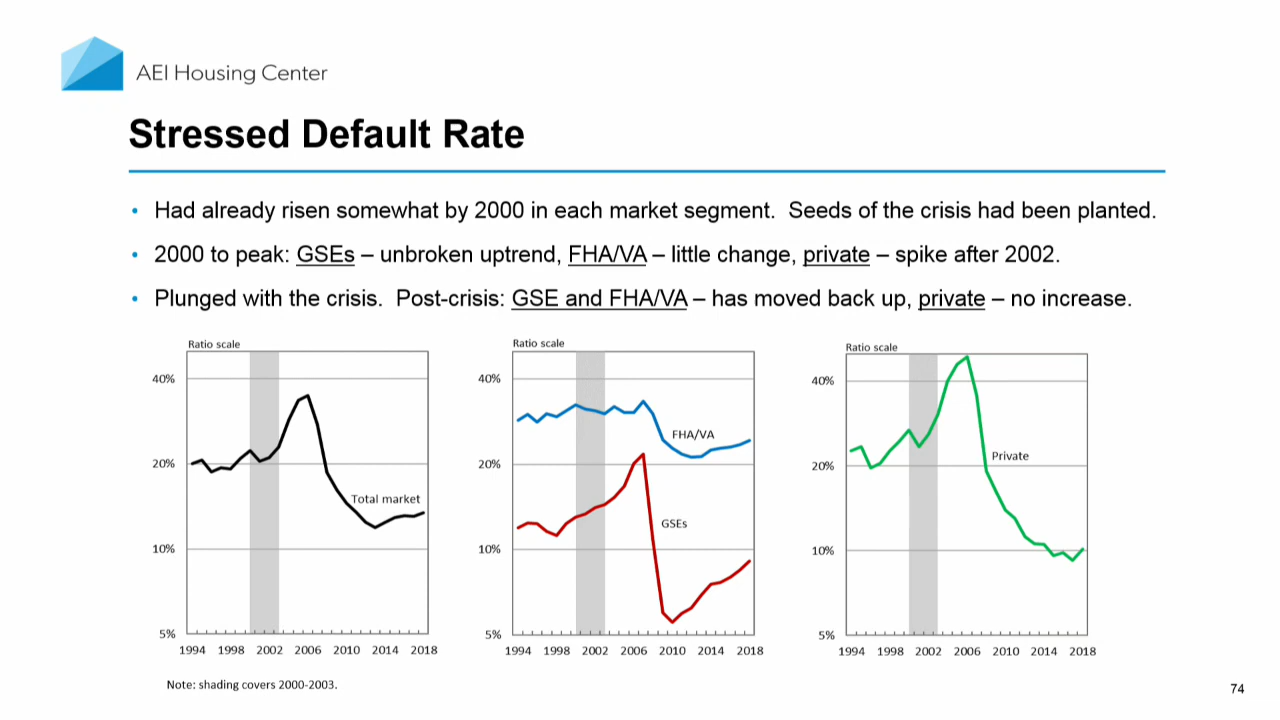 AEI Housing Center
Stressed Default Rate
• Had already risen somewhat by 2000 in each market segment.  Seeds of the crisis had been planted.
• 2000 to peak: GSEs – unbroken uptrend, FHA/VA – little change, private – spike after 2002.
• Plunged with the crisis.  Post-crisis: GSE and FHA/VA – has moved back up, private – no increase.
Ratio scale
40%
20%
10%
5%
Total market
1994 1998 2002 2006 2010 2014 2018
Ratio scale
40%
20%
10%
5%
FHA/VA
GSEs
1994 1998 2002 2006 2010 2014 2018
Ratio scale
40%
20%
10%
5%
Private
1994 1998 2002 2006 2010 2014 2018
Note: shading covers 2000-2003.
74